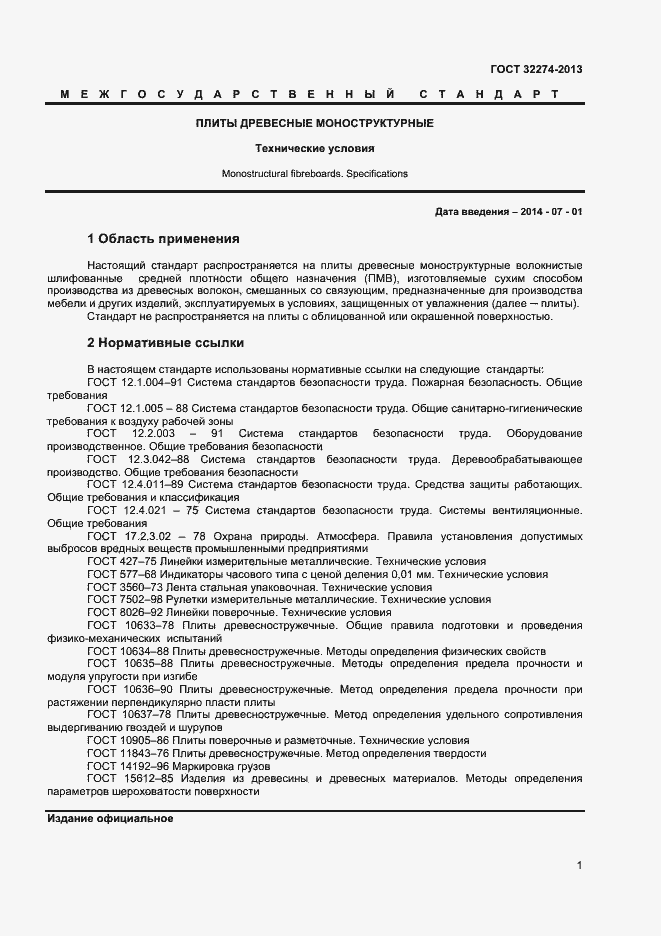 ГОСТ 32274-2013
МЕЖГОСУДАРСТВЕННЫЙ СТАНДАРТ
ПЛИТЫ ДРЕВЕСНЫЕ МОНОСТРУКТУРНЫЕ
Технические условия
Monostructural fibreboards. Specifications
Дата введения – 2014 - 07 - 01
1 Область применения
Настоящий стандарт распространяется на плиты древесные моноструктурные волокнистые
шлифованные средней плотности общего назначения (ПМВ), изготовляемые сухим способом
производства из древесных волокон, смешанных со связующим, предназначенные для производства
мебели и других изделий, эксплуатируемых в условиях, защищенных от увлажнения (далее — плиты).
Стандарт не распространяется на плиты с облицованной или окрашенной поверхностью.
2 Нормативные ссылки
В настоящем стандарте использованы нормативные ссылки на следующие стандарты:
ГОСТ 12.1.004–91 Система стандартов безопасности труда. Пожарная безопасность. Общие
требования
ГОСТ 12.1.005 – 88 Система стандартов безопасности труда. Общие санитарно-гигиенические
требования к воздуху рабочей зоны
ГОСТ 12.2.003 – 91 Система стандартов безопасности труда. Оборудование
производственное. Общие требования безопасности
ГОСТ 12.3.042–88 Система стандартов безопасности труда. Деревообрабатывающее
производство. Общие требования безопасности
ГОСТ 12.4.011–89 Система стандартов безопасности труда. Средства защиты работающих.
Общие требования и классификация
ГОСТ 12.4.021 – 75 Система стандартов безопасности труда. Системы вентиляционные.
Общие требования
ГОСТ 17.2.3.02 – 78 Охрана природы. Атмосфера. Правила установления допустимых
выбросов вредных веществ промышленными предприятиями
ГОСТ 427–75 Линейки измерительные металлические. Технические условия
ГОСТ 577–68 Индикаторы часового типа с ценой деления 0,01 мм. Технические условия
ГОСТ 3560–73 Лента стальная упаковочная. Технические условия
ГОСТ 7502–98 Рулетки измерительные металлические. Технические условия
ГОСТ 8026–92 Линейки поверочные. Технические условия
ГОСТ 10633–78 Плиты древесностружечные. Общие правила подготовки и проведения
физико-механических испытаний
ГОСТ 10634–88 Плиты древесностружечные. Методы определения физических свойств
ГОСТ 10635–88 Плиты древесностружечные. Методы определения предела прочности и
модуля упругости при изгибе
ГОСТ 10636–90 Плиты древесностружечные. Метод определения предела прочности при
растяжении перпендикулярно пласти плиты
ГОСТ 10637–78 Плиты древесностружечные. Метод определения удельного сопротивления
выдергиванию гвоздей и шурупов
ГОСТ 10905–86 Плиты поверочные и разметочные. Технические условия
ГОСТ 11843–76 Плиты древесностружечные. Метод определения твердости
ГОСТ 14192–96 Маркировка грузов
ГОСТ 15612–85 Изделия из древесины и древесных материалов. Методы определения
параметров шероховатости поверхности
Издание официальное
1